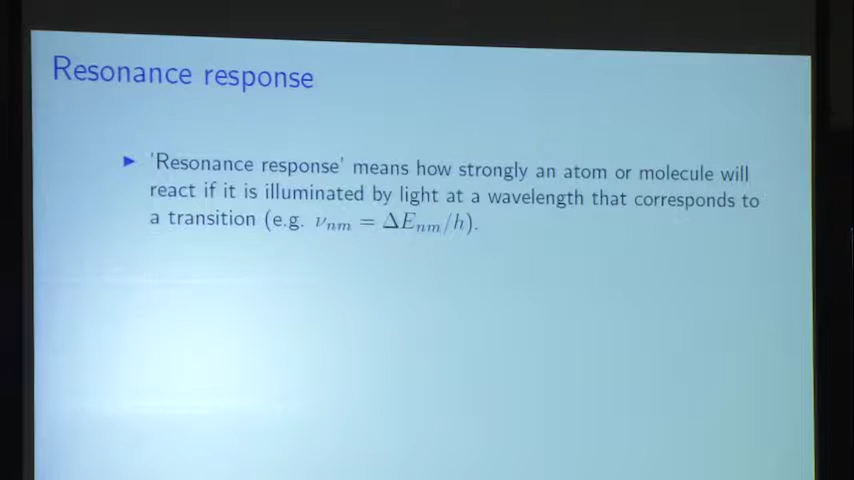 Resonance response
▶ 'Resonance response' means how strongly an atom or molecule will
react if it is illuminated by light at a wavelength that corresponds to
a transition (e.g. νₙₘ = ΔEₙₘ/h).